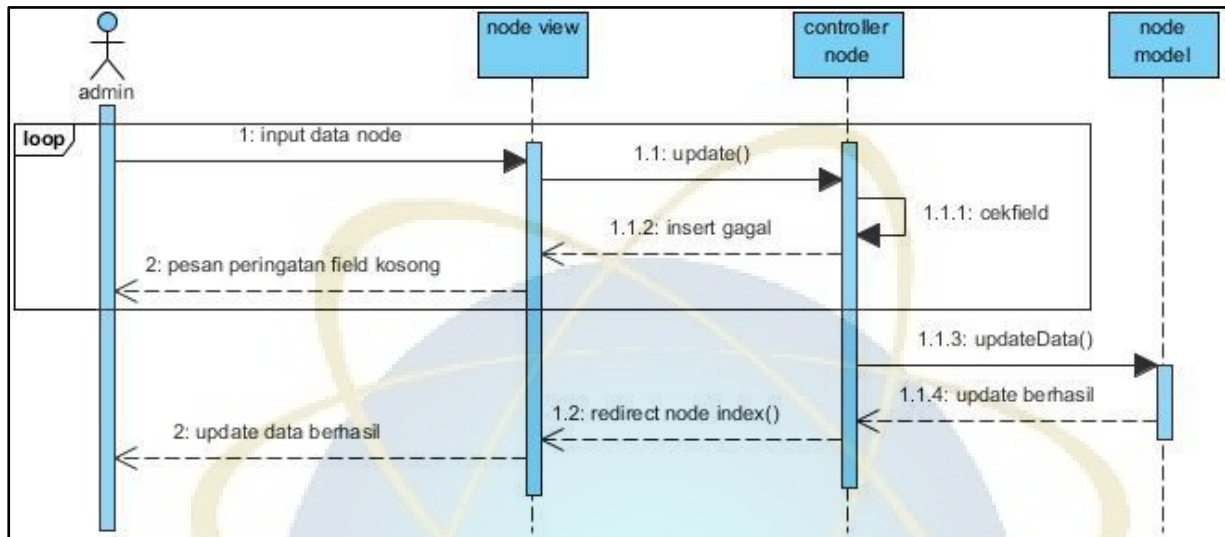 node view
controller
node
node
model
admin
loop
1: input data node
1.1: update()
1.1.1: cekfield
1.1.2: insert gagal
2: pesan peringatan field kosong
1.1.3: updateData()
1.1.4: update berhasil
1.2: redirect node index()
2: update data berhasil